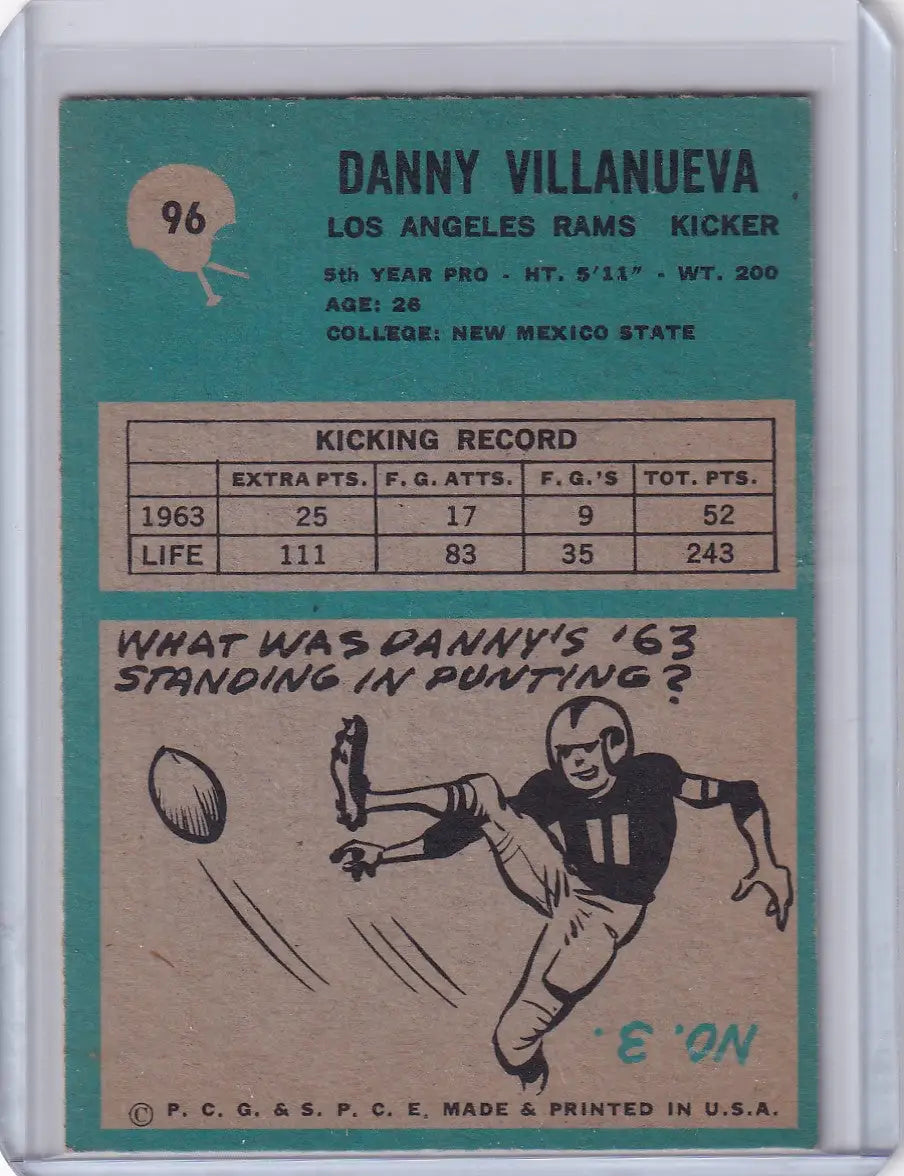 96
DANNY VILLANUEVA
LOS ANGELES RAMS KICKER
5th YEAR PRO - HT. 5'11" - WT. 200
AGE: 26
COLLEGE: NEW MEXICO STATE
KICKING RECORD
EXTRA PTS. F. G. ATTS. F. G.'S TOT. PTS.
1963 25 17 9 52
LIFE 111 83 35 243
WHAT WAS DANNY'S '63
STANDING IN PUNTING?
11
NO. 3.
© P. C. G. & S. P. C. E. MADE & PRINTED IN U.S.A.